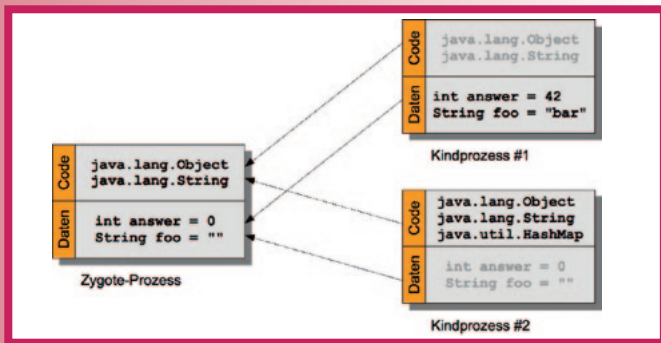 Code
java.lang.Object
java.lang.String
Daten
int answer = 0
String foo = ""
Zygote-Prozess
Code
java.lang.Object
java.lang.String
Daten
int answer = 42
String foo = "bar"
Kindprozess #1
Code
java.lang.Object
java.lang.String
java.util.HashMap
Daten
int answer = 0
String foo = ""
Kindprozess #2